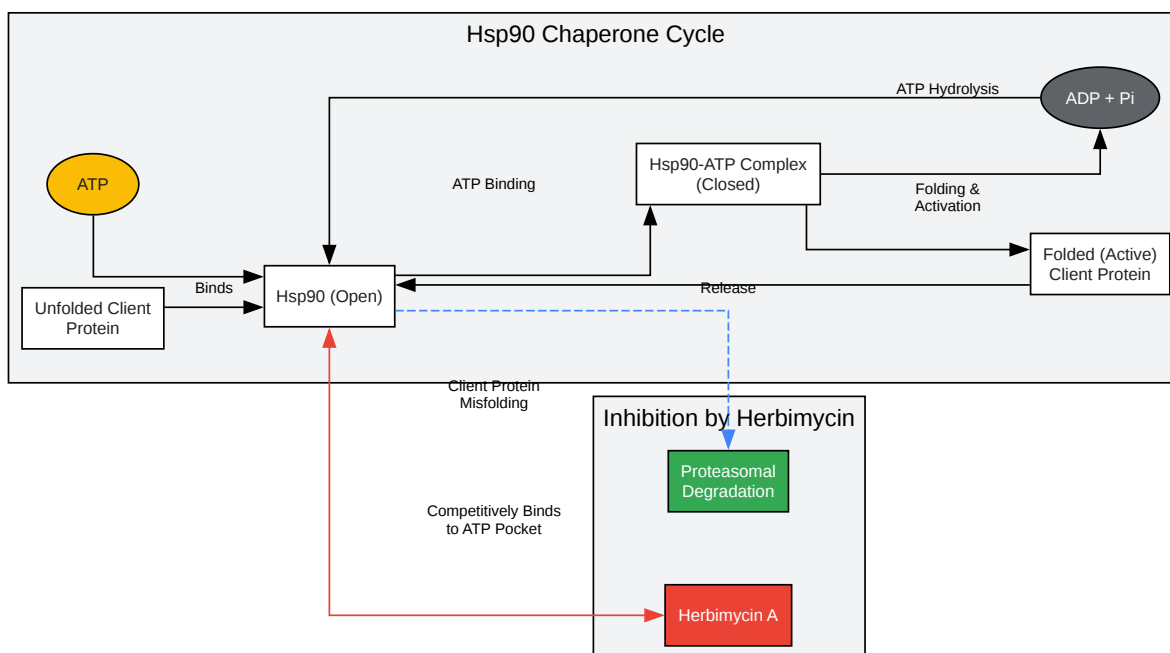 Hsp90 Chaperone Cycle
ATP Hydrolysis
ADP + Pi
ATP
ATP Binding
Hsp90-ATP Complex
(Closed)
Folding &
Activation
Unfolded Client
Protein
Binds
Hsp90 (Open)
Release
Folded (Active)
Client Protein
Client Protein
Misfolding
Inhibition by Herbimycin
Proteasomal
Degradation
Competitively Binds
to ATP Pocket
Herbimycin A